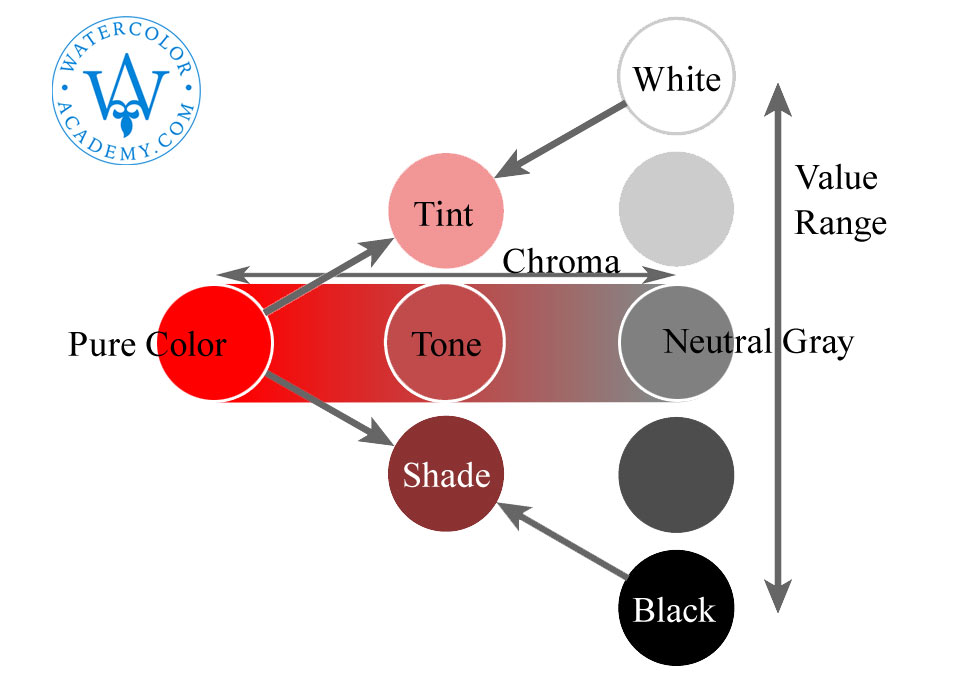 WATERCOLOR
ACADEMY.COM
White
Value
Range
Tint
Chroma
Pure Color
Tone
Neutral Gray
Shade
Black